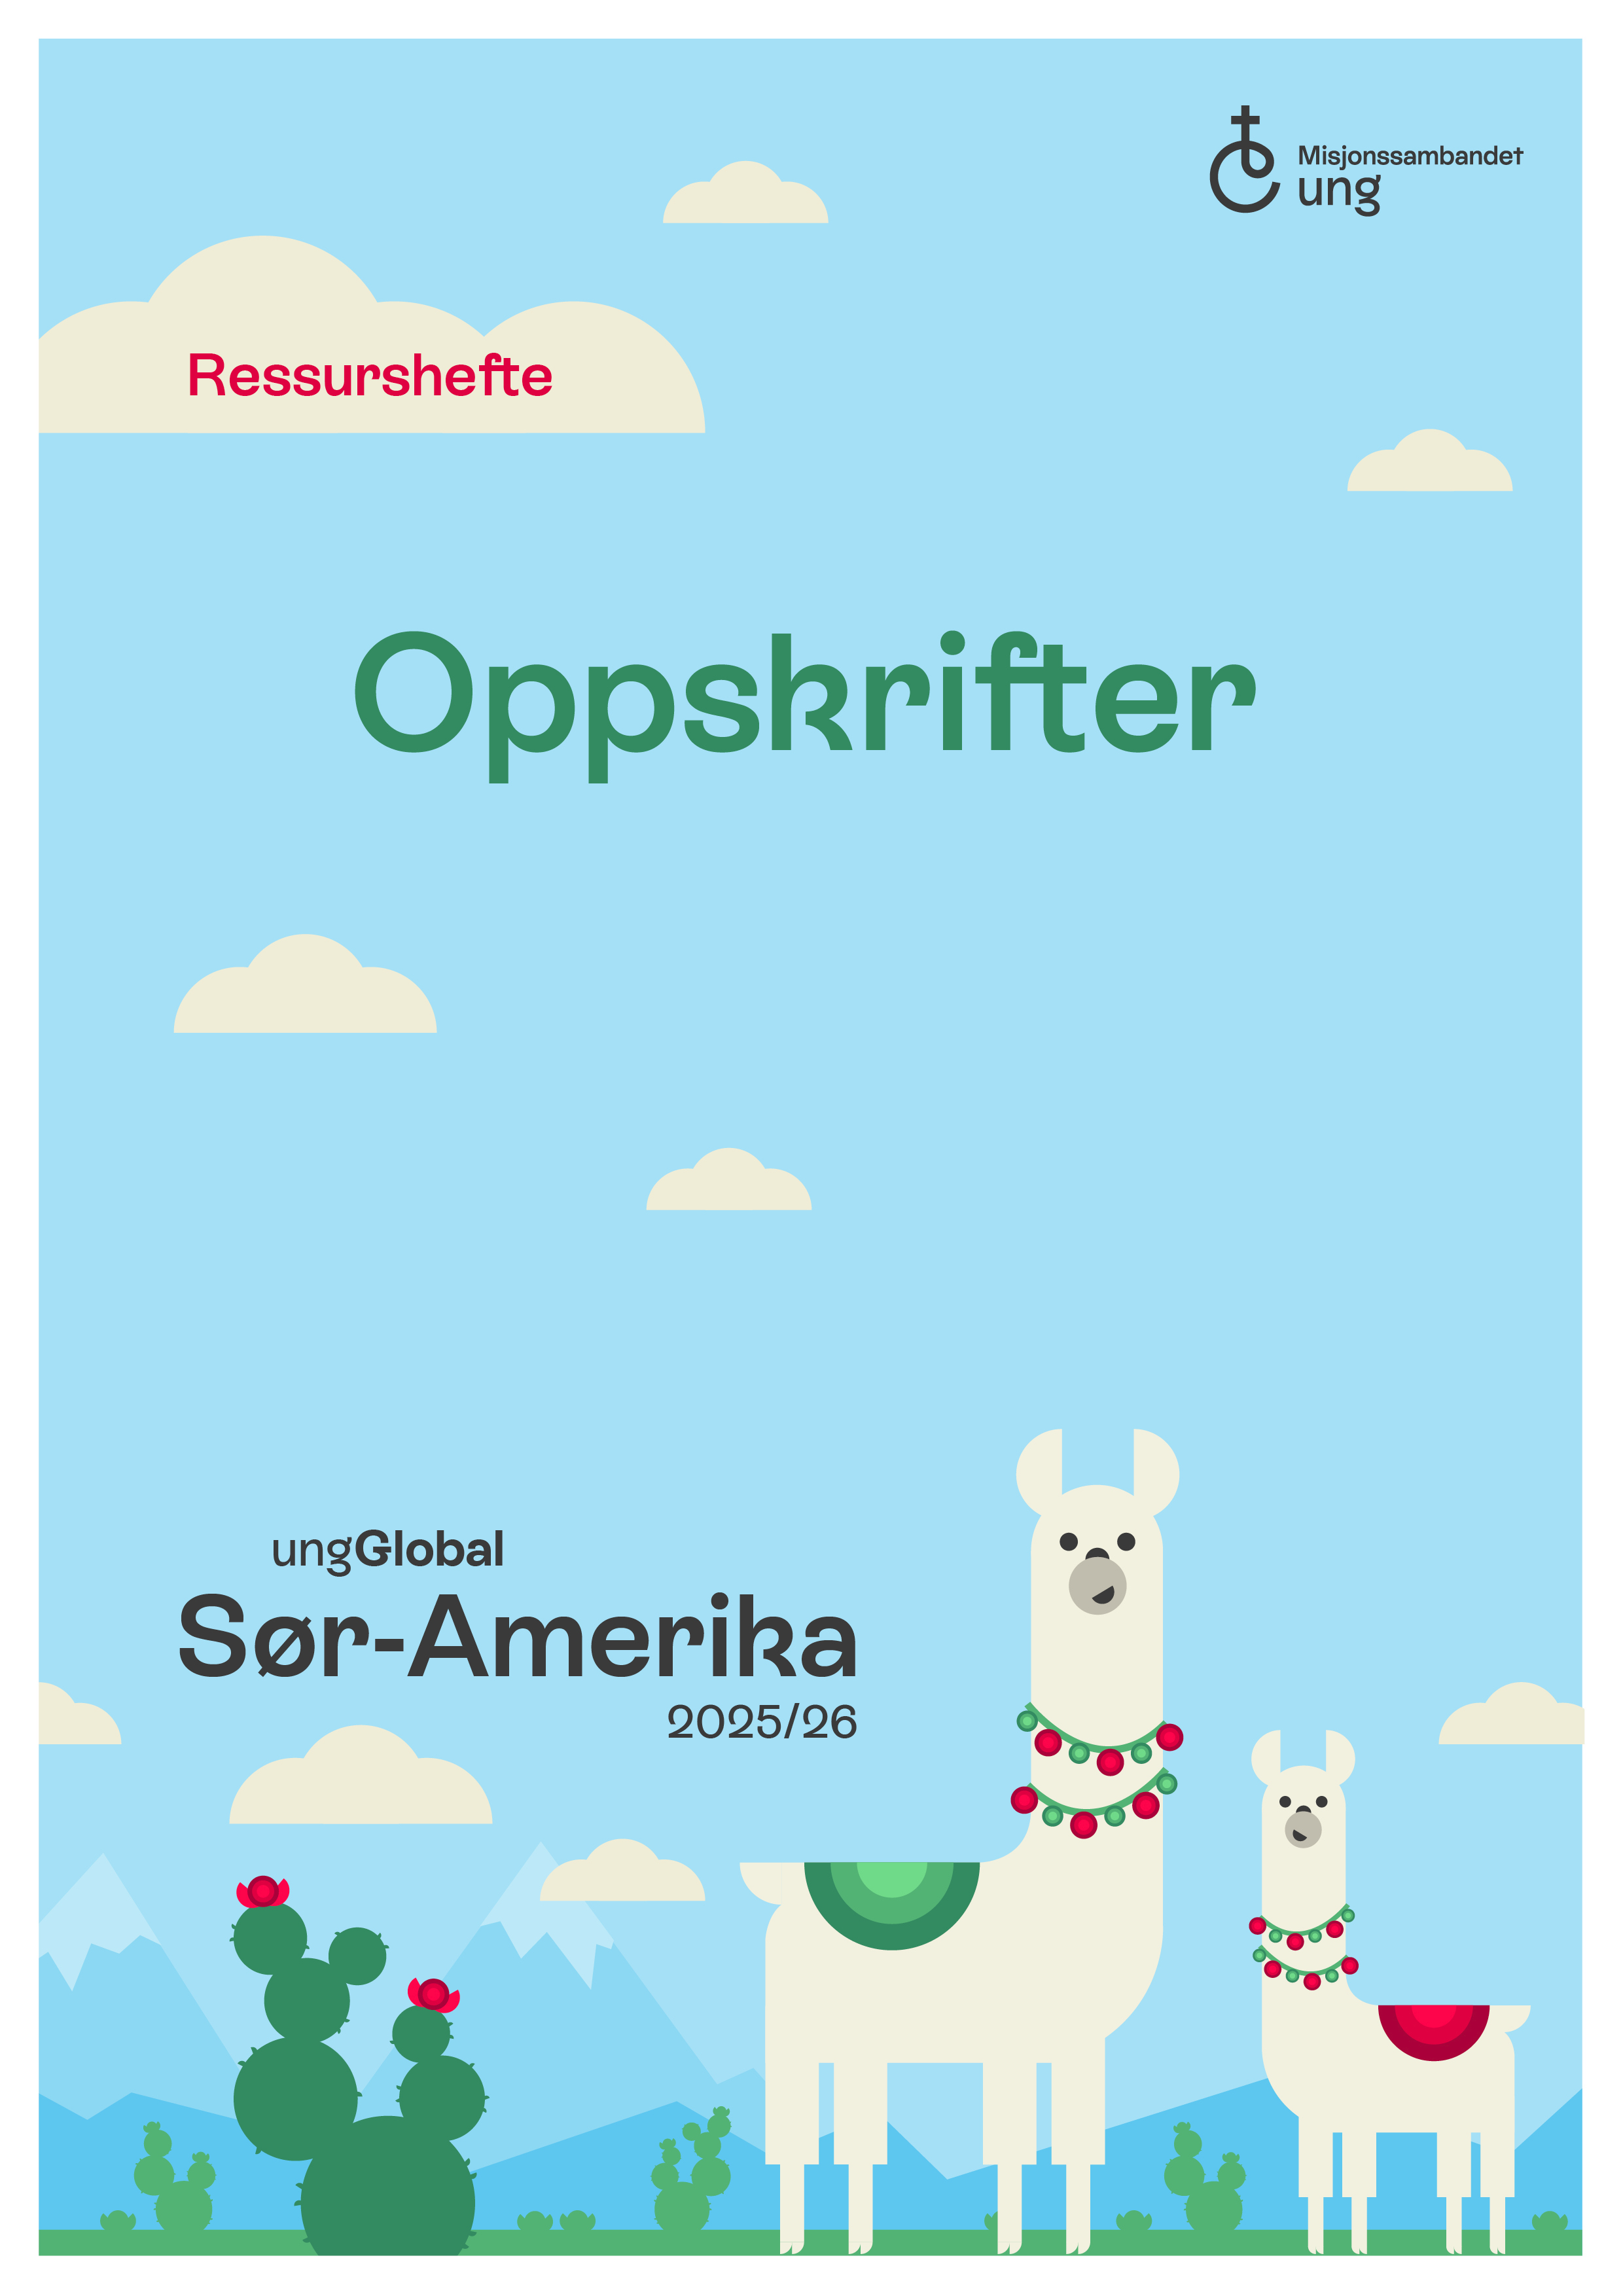 Misjonssambandet
ung
Ressurshefte
Oppskrifter
ungGlobal
Sør-Amerika
2025/26